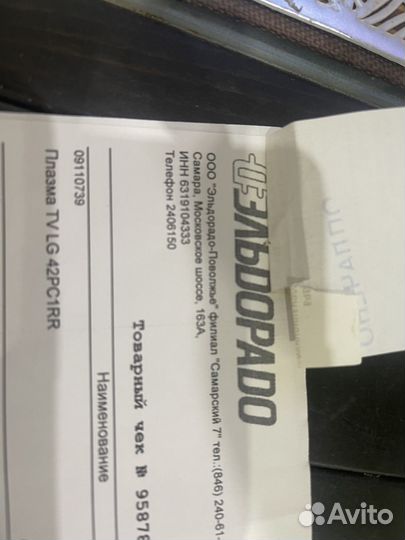 ЭЛЬДОРАДО
ООО "Эльдорадо-Поволжье" филиал "Самарский 7" тел.:(846) 240-61-
Самара, Московское шоссе, 163А,
ИНН 6319104333
Телефон 2406150
Товарный чек № 95878
Наименование
09110739
Плазма TV LG 42PC1RR
Avito